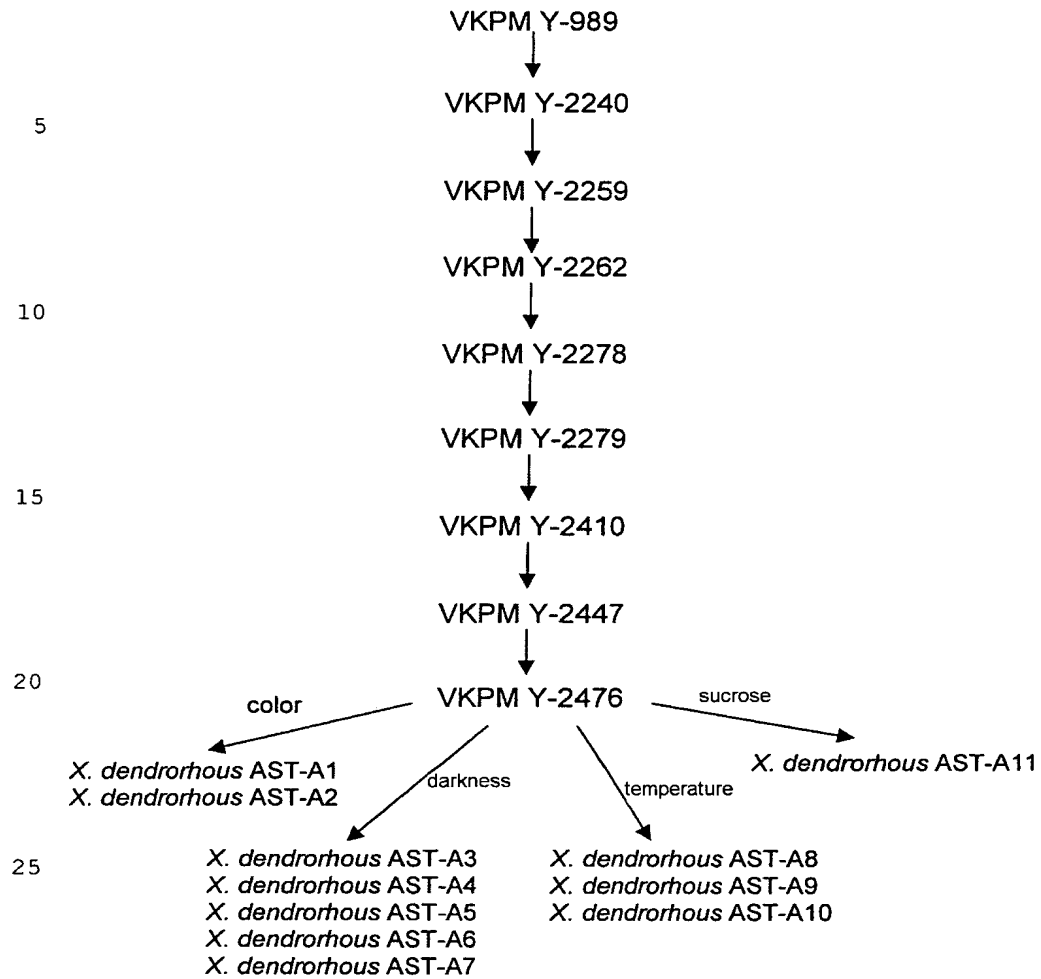 VKPM Y-989
VKPM Y-2240
5
VKPM Y-2259
VKPM Y-2262
10
VKPM Y-2278
VKPM Y-2279
15
VKPM Y-2410
VKPM Y-2447
20
VKPM Y-2476
color
sucrose
X. dendrorhous AST-A1
X. dendrorhous AST-A2
darkness
temperature
X. dendrorhous AST-A11
25
X. dendrorhous AST-A3
X. dendrorhous AST-A4
X. dendrorhous AST-A5
X. dendrorhous AST-A6
X. dendrorhous AST-A7
X. dendrorhous AST-A8
X. dendrorhous AST-A9
X. dendrorhous AST-A10